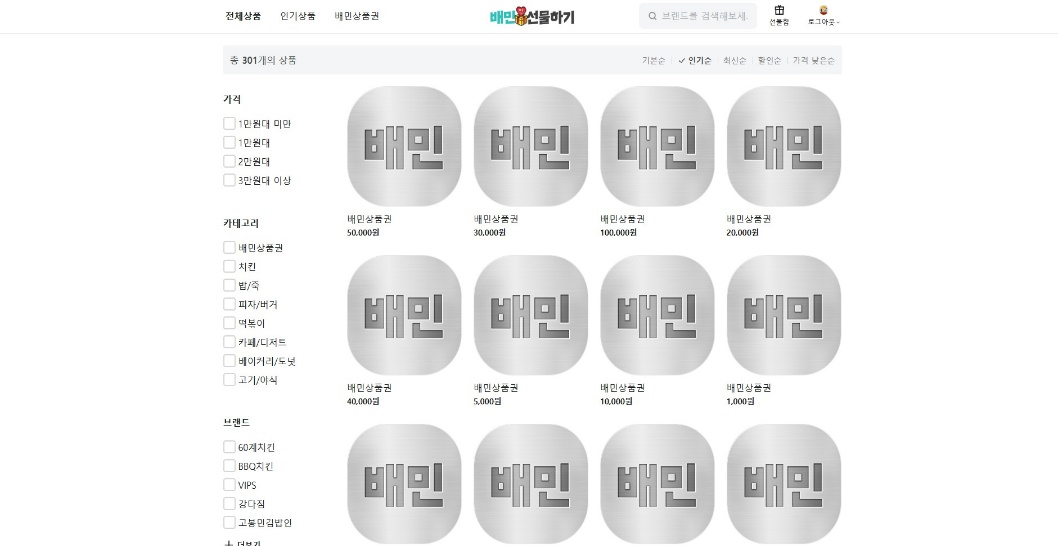 전체상품 인기상품 배민상품권 배민선물하기 브랜드를 검색해보세. 선물함 로그아웃
총 301개의 상품 기본순 인기순 최신순 할인순 가격 낮은순
가격
1만원대 미만
1만원대
2만원대
3만원대 이상
카테고리
배민상품권
치킨
밥/죽
피자/버거
떡볶이
카페/디저트
베이커리/도넛
고기/야식
브랜드
60계치킨
BBQ치킨
VIPS
강다짐
고봉민김밥인
+ 더보기
배민 배민 배민 배민
배민상품권 배민상품권 배민상품권 배민상품권
50,000원 30,000원 100,000원 20,000원
배민 배민 배민 배민
배민상품권 배민상품권 배민상품권 배민상품권
40,000원 5,000원 10,000원 1,000원
배민 배민 배민 배민